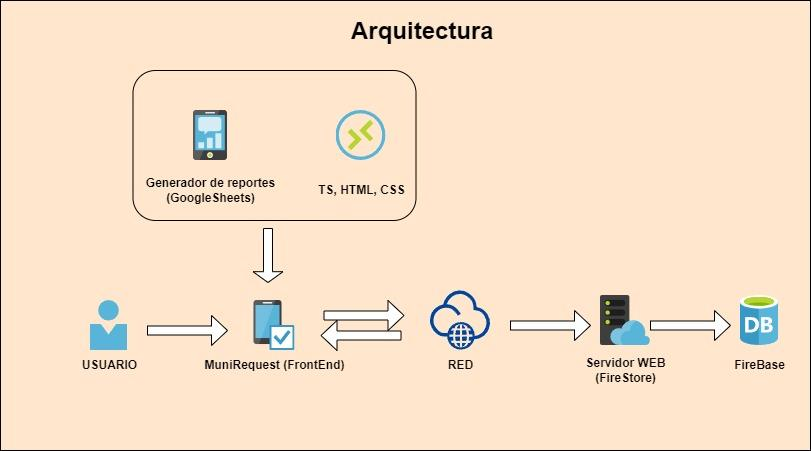 Arquitectura
Generador de reportes
(GoogleSheets)
TS, HTML, CSS
USUARIO
MuniRequest (FrontEnd)
RED
Servidor WEB
(FireStore)
DB
FireBase